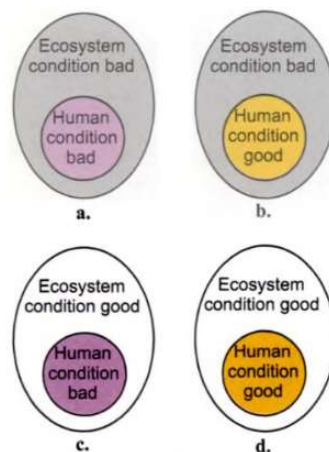 Ecosystem
condition bad
Human
condition
bad
a.
Ecosystem
condition bad
Human
condition
good
b.
Ecosystem
condition good
Human
condition
bad
c.
Ecosystem
condition good
Human
condition
good
d.